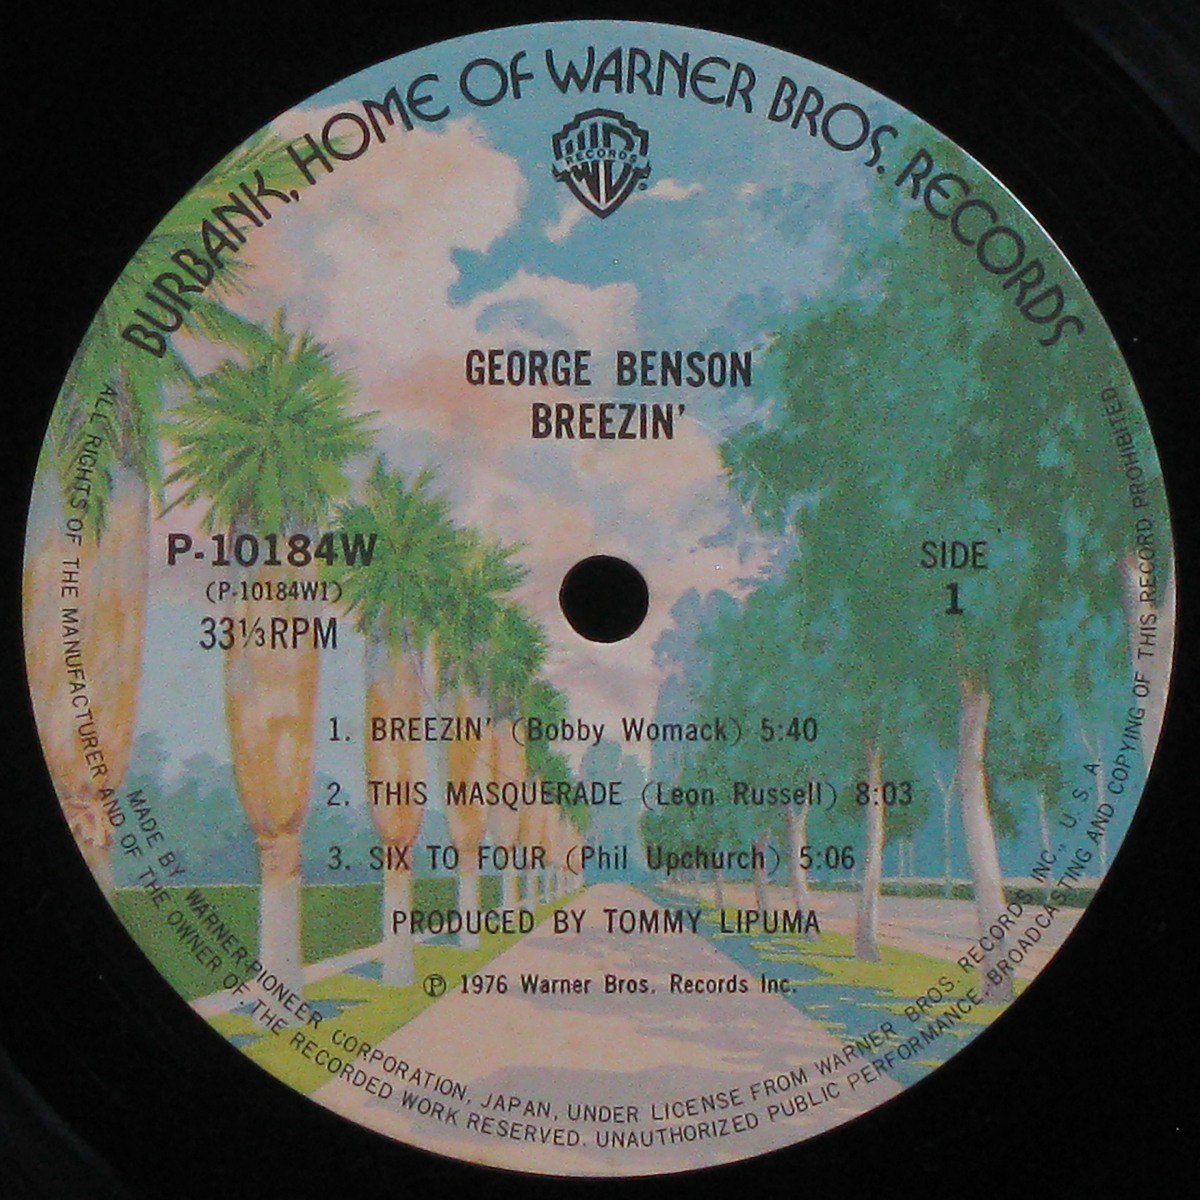 BURBANK, HOME OF WARNER BROS. RECORDS
W RECORDS ®
GEORGE BENSON
BREEZIN'
P-10184W
(P-10184W1)
33⅓RPM
SIDE
1
1. BREEZIN' (Bobby Womack) 5:40
2. THIS MASQUERADE (Leon Russell) 8:03
3. SIX TO FOUR (Phil Upchurch) 5:06
PRODUCED BY TOMMY LIPUMA
℗ 1976 Warner Bros. Records Inc.
MADE BY WARNER-PIONEER CORPORATION, JAPAN, UNDER LICENSE FROM WARNER BROS. RECORDS INC., U.S.A.
ALL RIGHTS OF THE MANUFACTURER AND OF THE OWNER OF THE RECORDED WORK RESERVED. UNAUTHORIZED PUBLIC PERFORMANCE, BROADCASTING AND COPYING OF THIS RECORD PROHIBITED